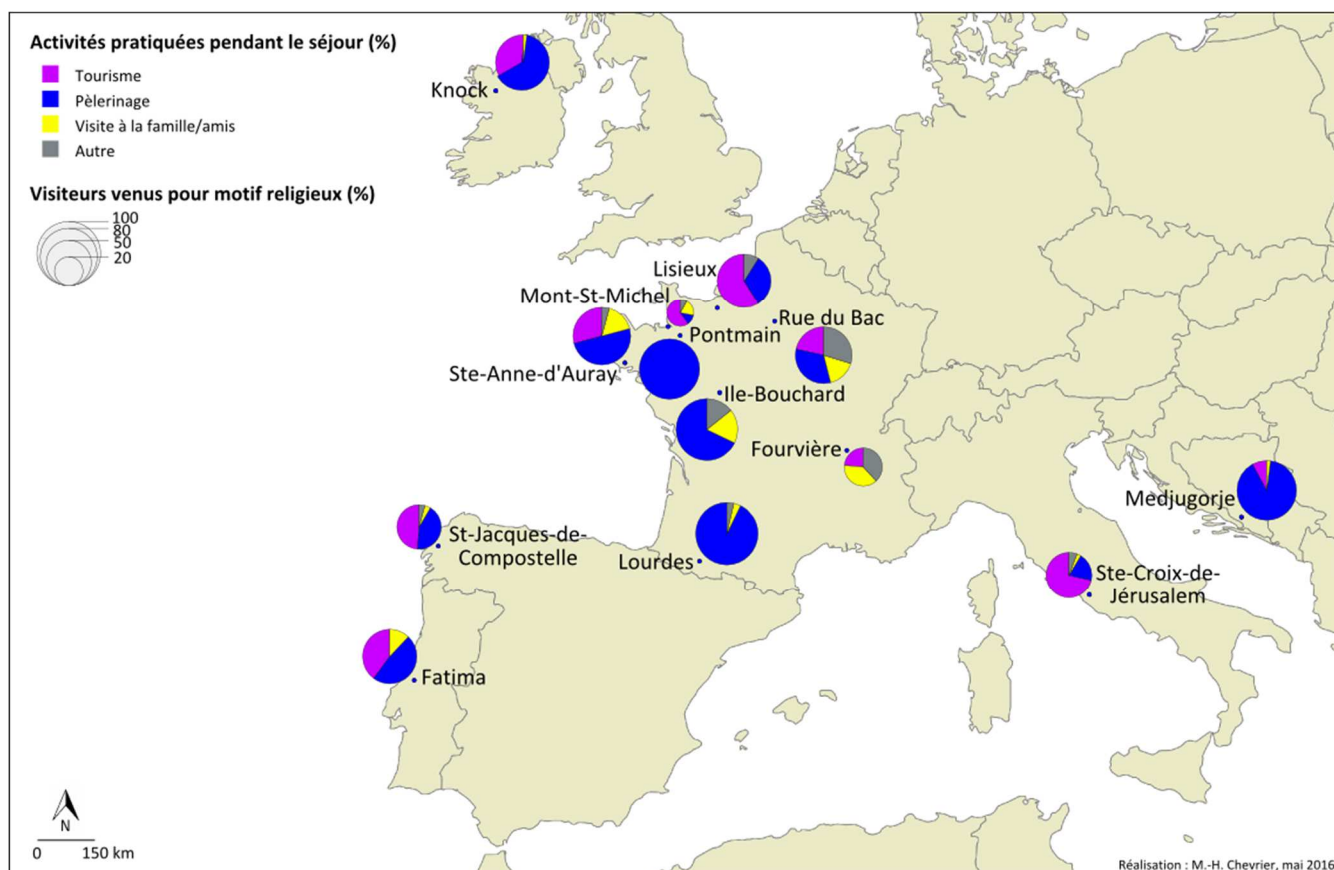 Activités pratiquées pendant le séjour (%)
Tourisme
Pèlerinage
Visite à la famille/amis
Autre
Visiteurs venus pour motif religieux (%)
100
80
50
20
Knock
Lisieux
Mont-St-Michel
Rue du Bac
Pontmain
Ste-Anne-d'Auray
Ile-Bouchard
Fourvière
Medjugorje
St-Jacques-de-
Compostelle
Lourdes
Ste-Croix-de-
Jérusalem
Fatima
N
0 150 km
Réalisation : M.-H. Chevrier, mai 2016